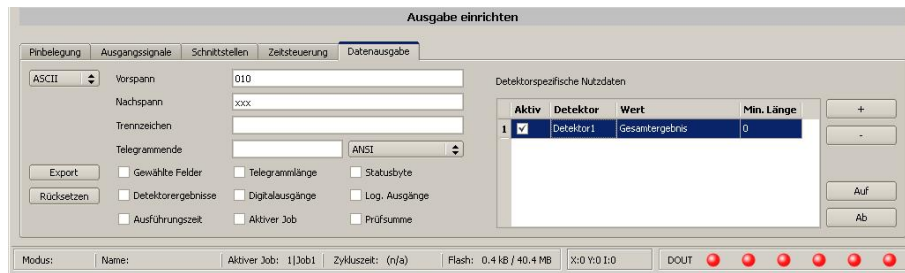 Ausgabe einrichten
Pinbelegung Ausgangssignale Schnittstellen Zeitsteuerung Datenausgabe
ASCII Vorspann 010
Nachspann xxx
Trennzeichen
Telegrammende ANSI
Export Gewählte Felder Telegrammlänge Statusbyte
Rücksetzen Detektorergebnisse Digitalausgänge Log. Ausgänge
Ausführungszeit Aktiver Job Prüfsumme
Detektorspezifische Nutzdaten
Aktiv Detektor Wert Min. Länge
1 Detektor1 Gesamtergebnis 0
+
-
Auf
Ab
Modus: Name: Aktiver Job: 1|Job1 Zykluszeit: (n/a) Flash: 0.4 kB / 40.4 MB X:0 Y:0 I:0 DOUT